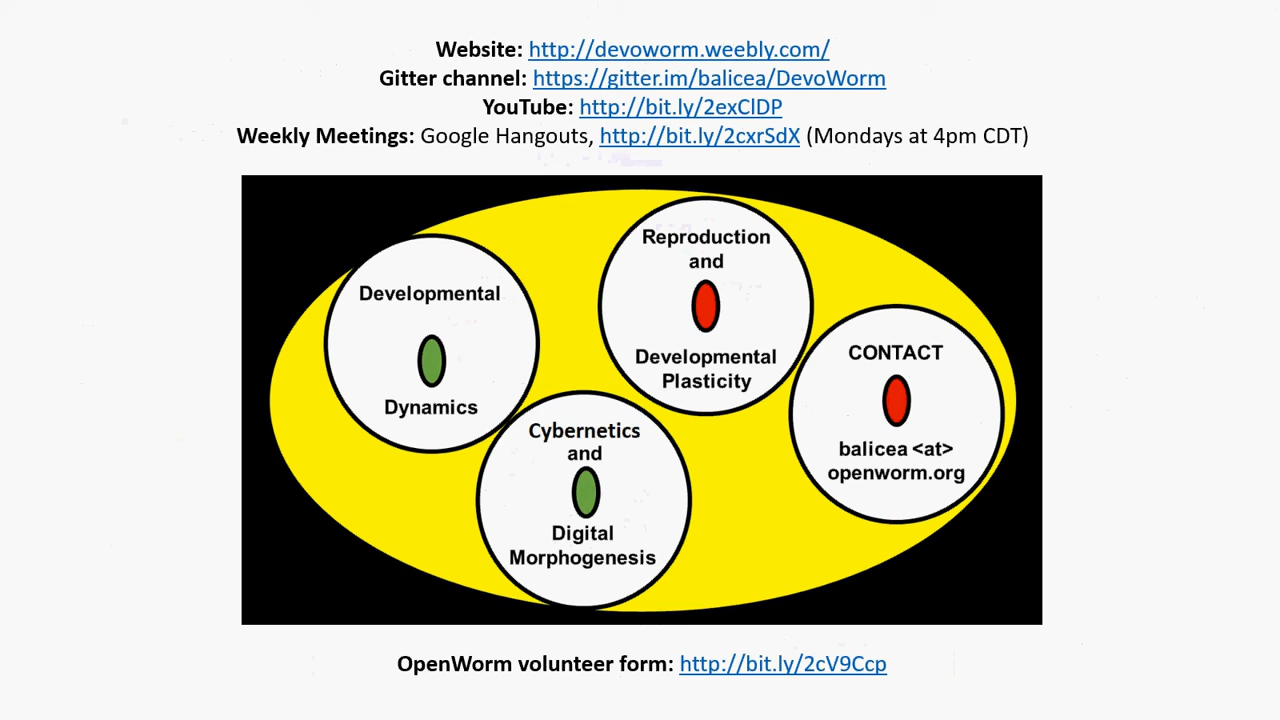 Website: http://devoworm.weebly.com/
Gitter channel: https://gitter.im/balicea/DevoWorm
YouTube: http://bit.ly/2exClDP
Weekly Meetings: Google Hangouts, http://bit.ly/2cxrSdX (Mondays at 4pm CDT)
Developmental
Dynamics
Reproduction
and
Developmental
Plasticity
Cybernetics
and
Digital
Morphogenesis
CONTACT
balicea <at>
openworm.org
OpenWorm volunteer form: http://bit.ly/2cV9Ccp